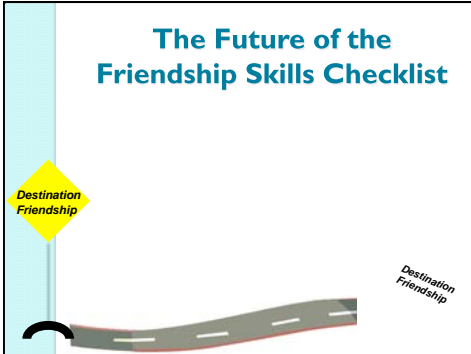 The Future of the
Friendship Skills Checklist
Destination
Friendship
Destination
Friendship